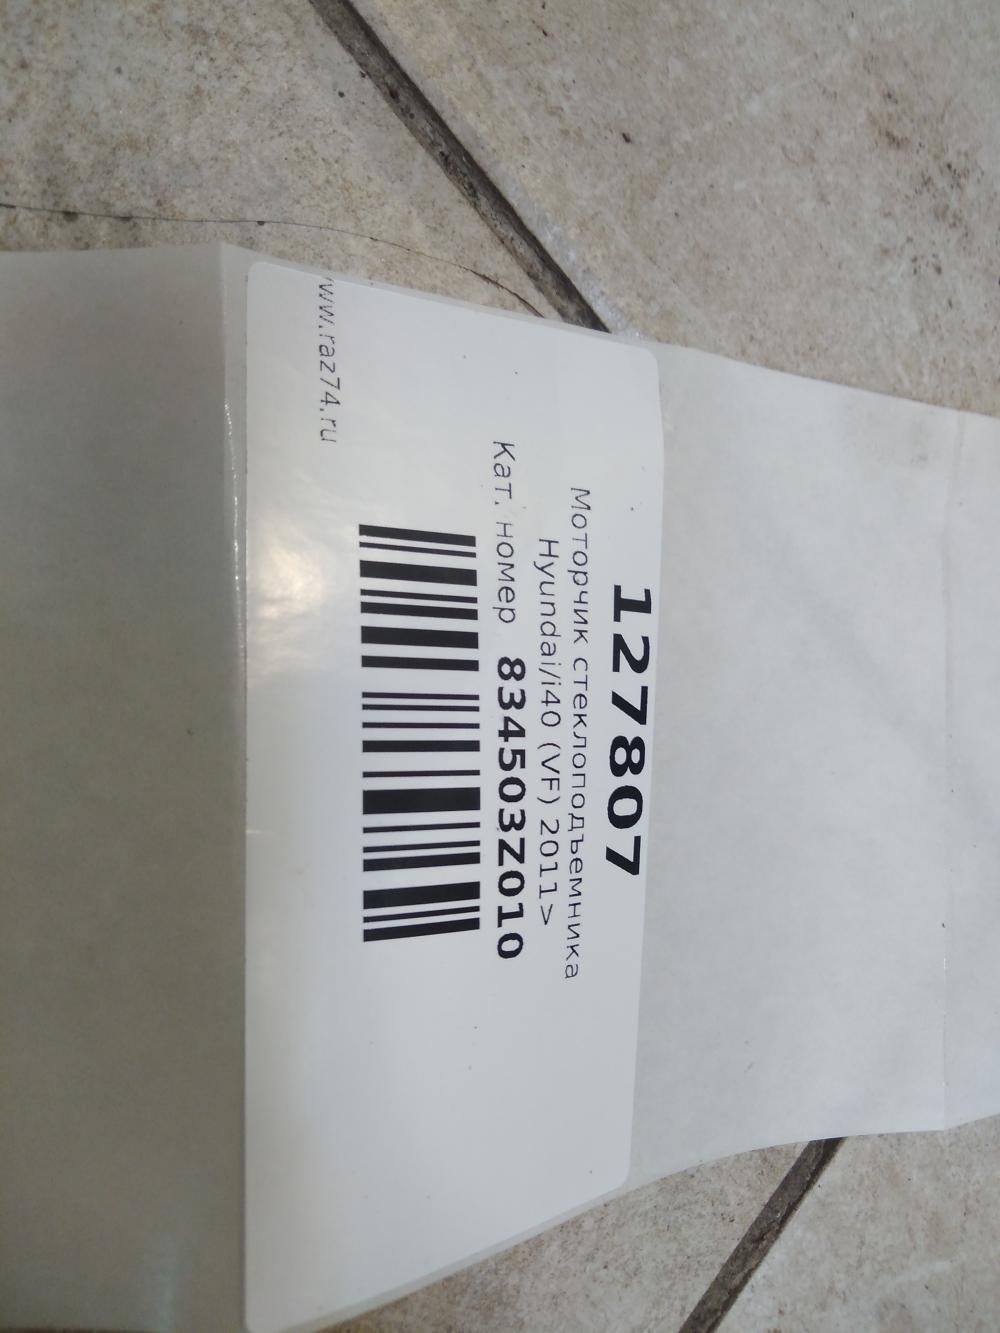 127807
Моторчик стеклоподъемника
Hyundai/i40 (VF) 2011>
Кат. номер 834503Z010
www.raz74.ru